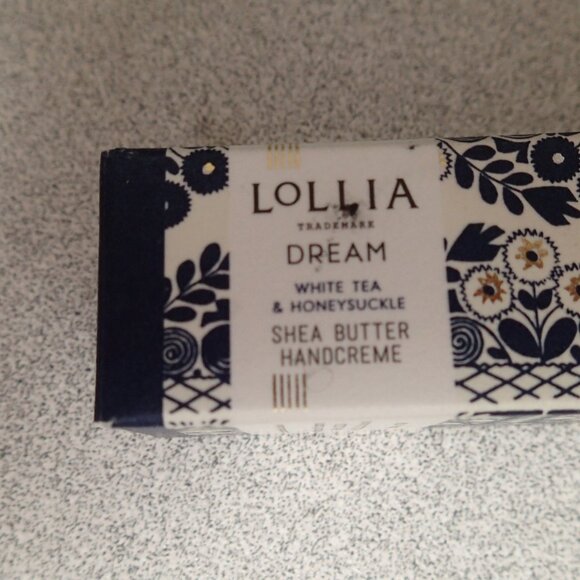 LOLLIA
TRADEMARK
DREAM
WHITE TEA
& HONEYSUCKLE
SHEA BUTTER
HANDCREME